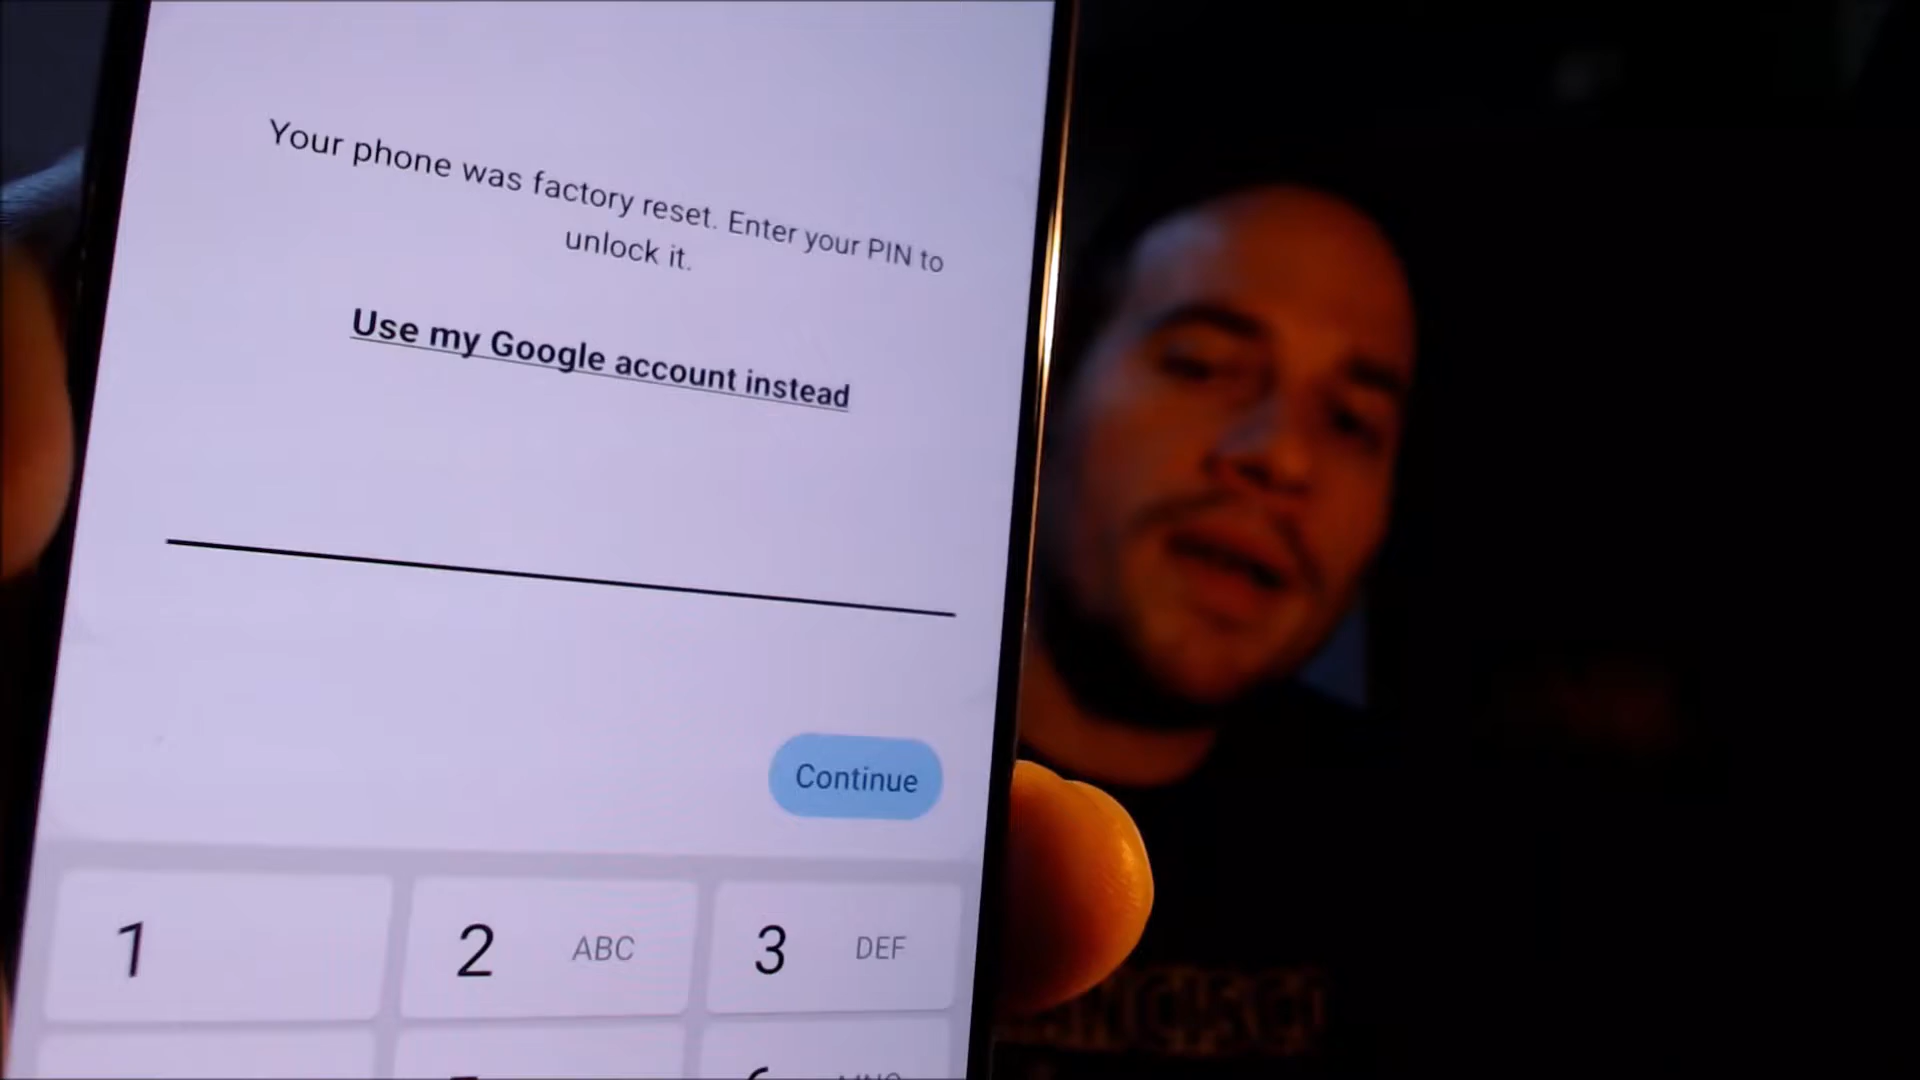 Your phone was factory reset. Enter your PIN to
unlock it.
Use my Google account instead
Continue
1
2 ABC
3 DEF